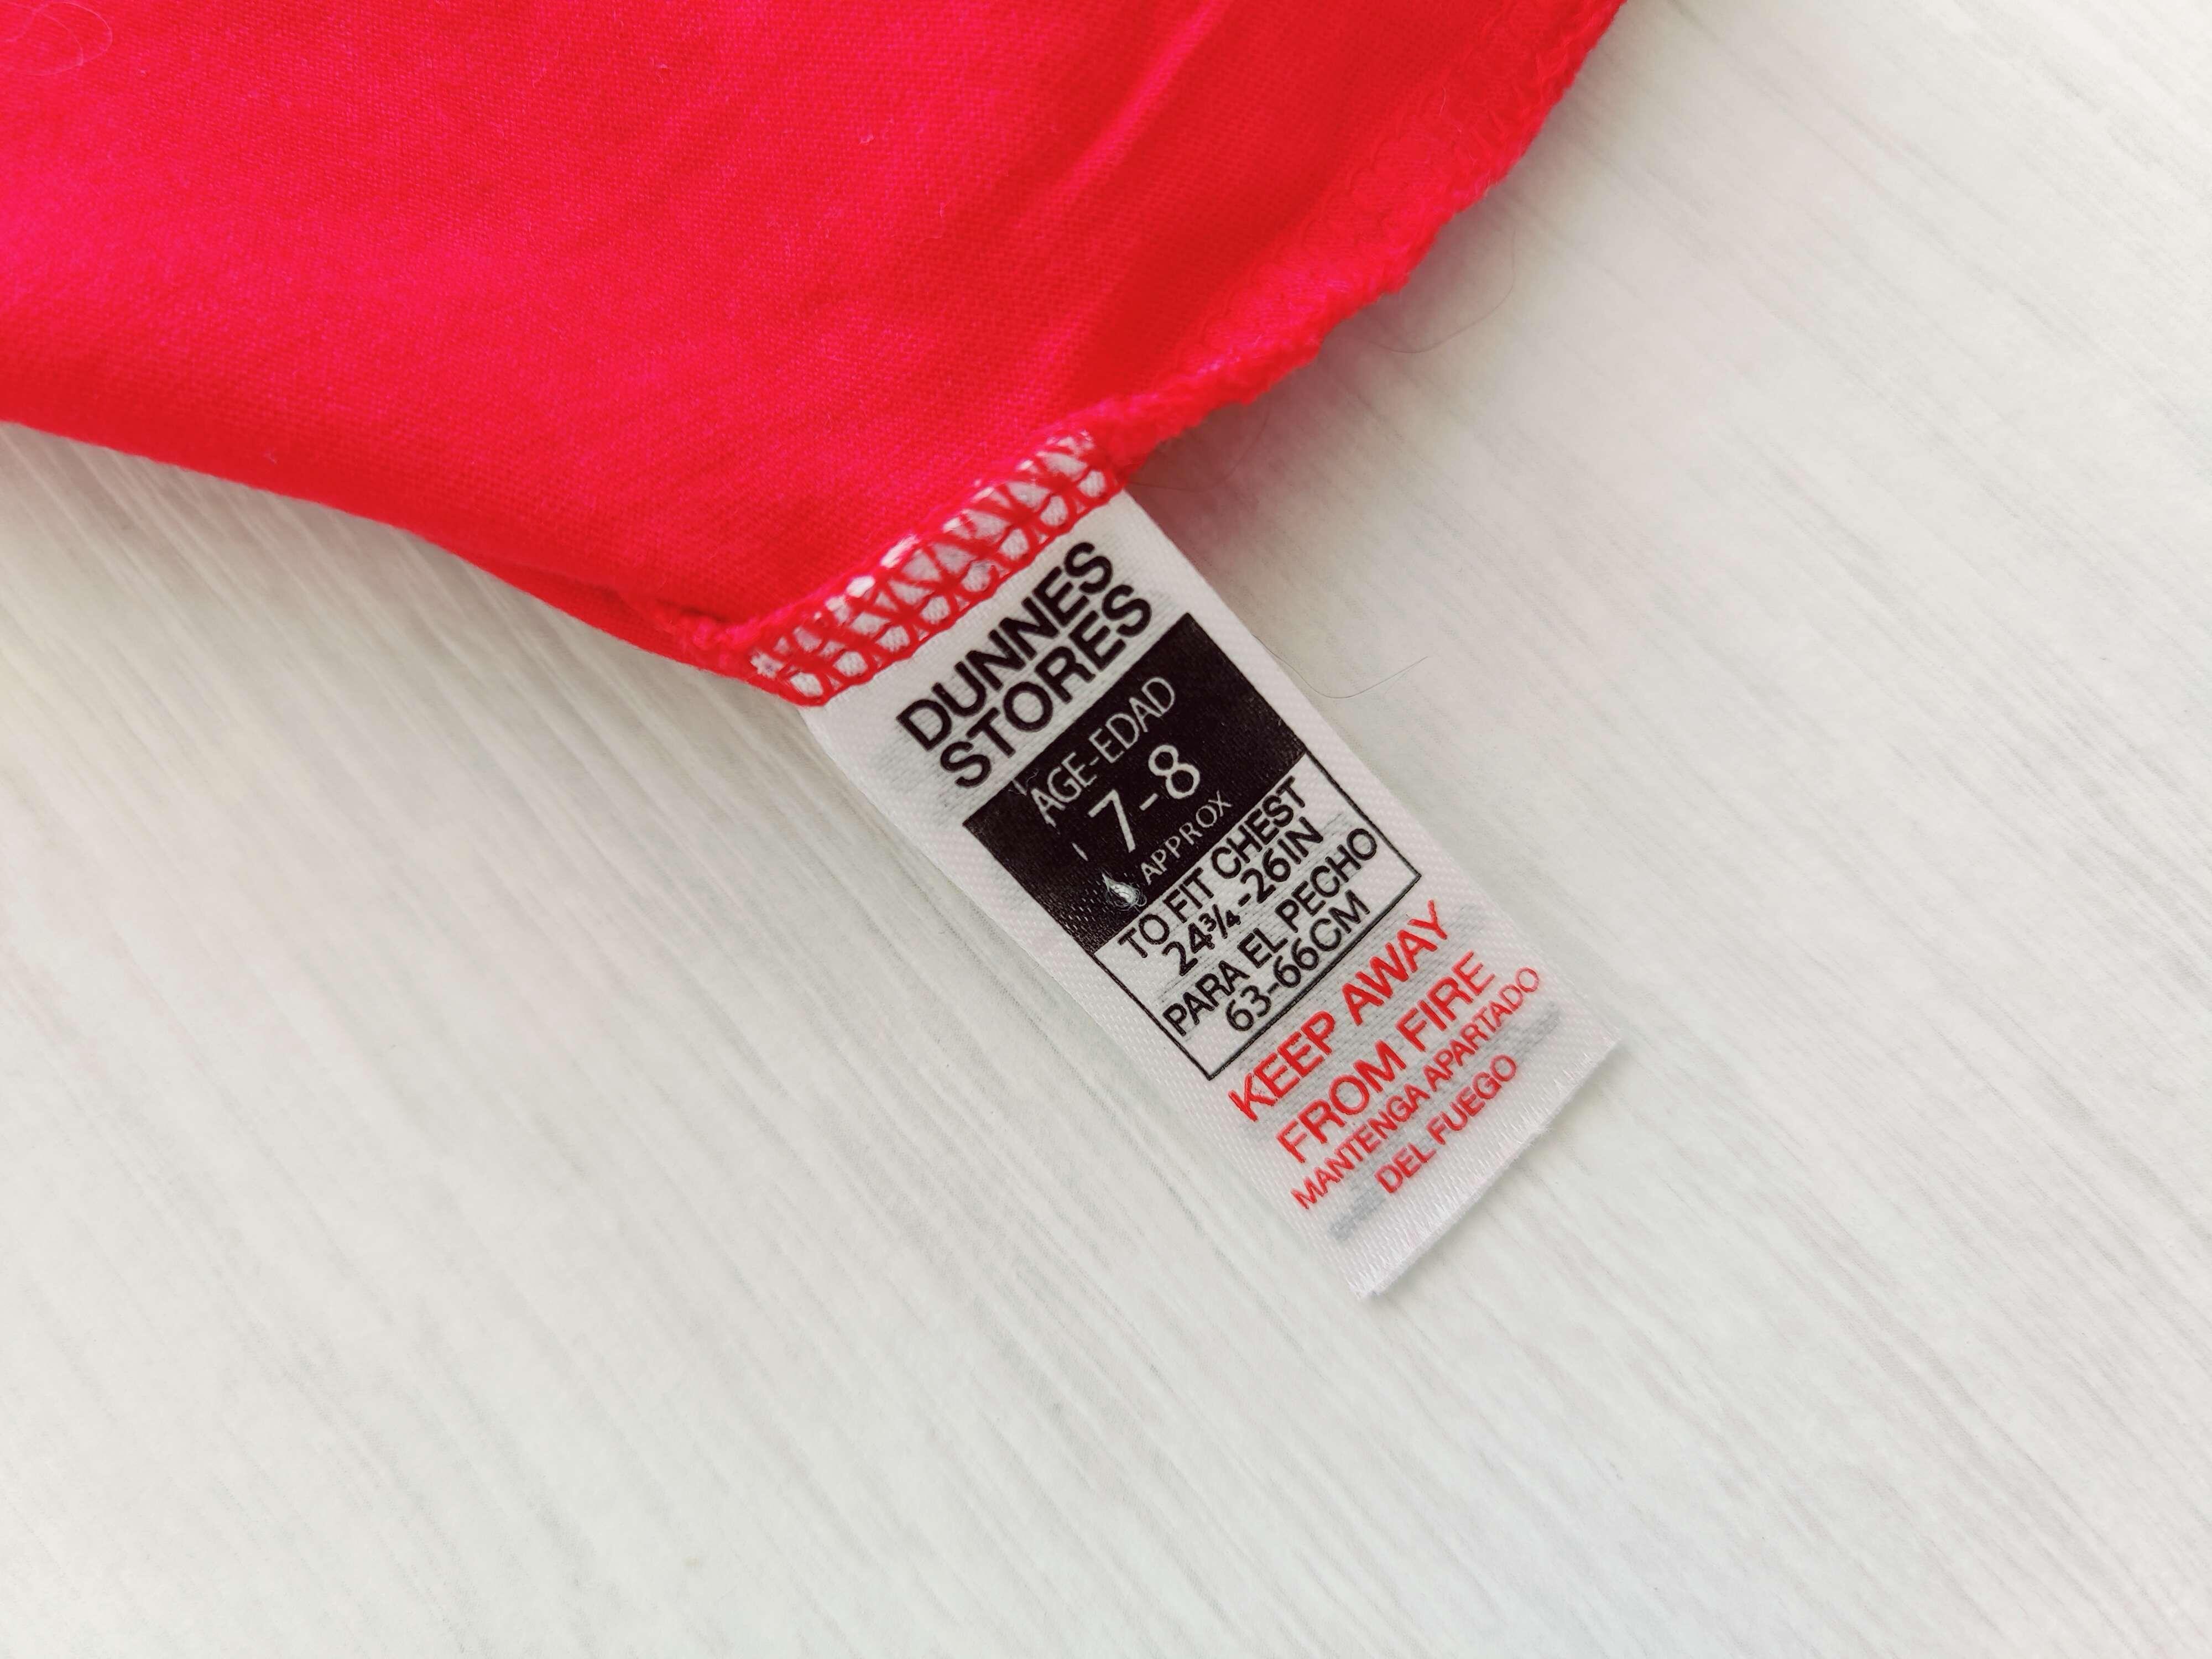 DUNNES
STORES
AGE-EDAD
7-8
APPROX
TO FIT CHEST
24¾-26IN
PARA EL PECHO
63-66CM
KEEP AWAY
FROM FIRE
MANTENGA APARTADO
DEL FUEGO